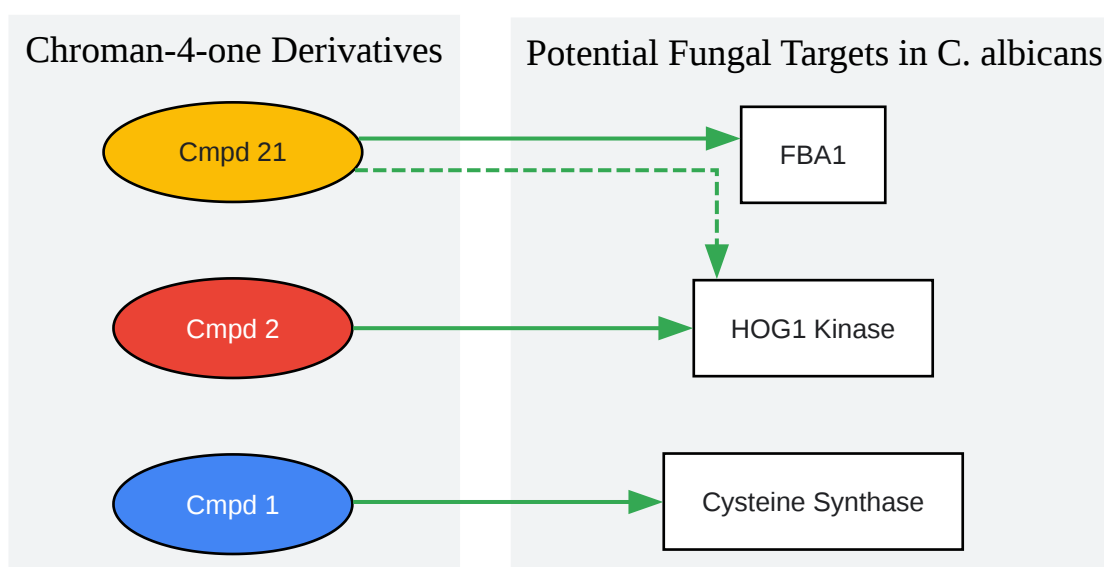 Chroman-4-one Derivatives
Potential Fungal Targets in C. albicans
Cmpd 21
FBA1
Cmpd 2
HOG1 Kinase
Cmpd 1
Cysteine Synthase